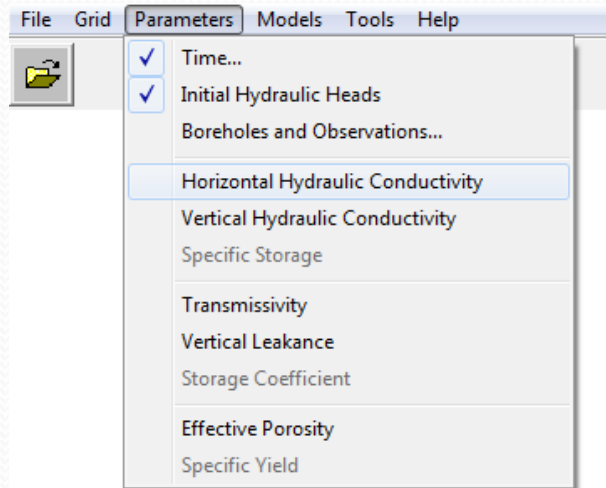 File Grid Parameters Models Tools Help
Time...
Initial Hydraulic Heads
Boreholes and Observations...
Horizontal Hydraulic Conductivity
Vertical Hydraulic Conductivity
Specific Storage
Transmissivity
Vertical Leakance
Storage Coefficient
Effective Porosity
Specific Yield